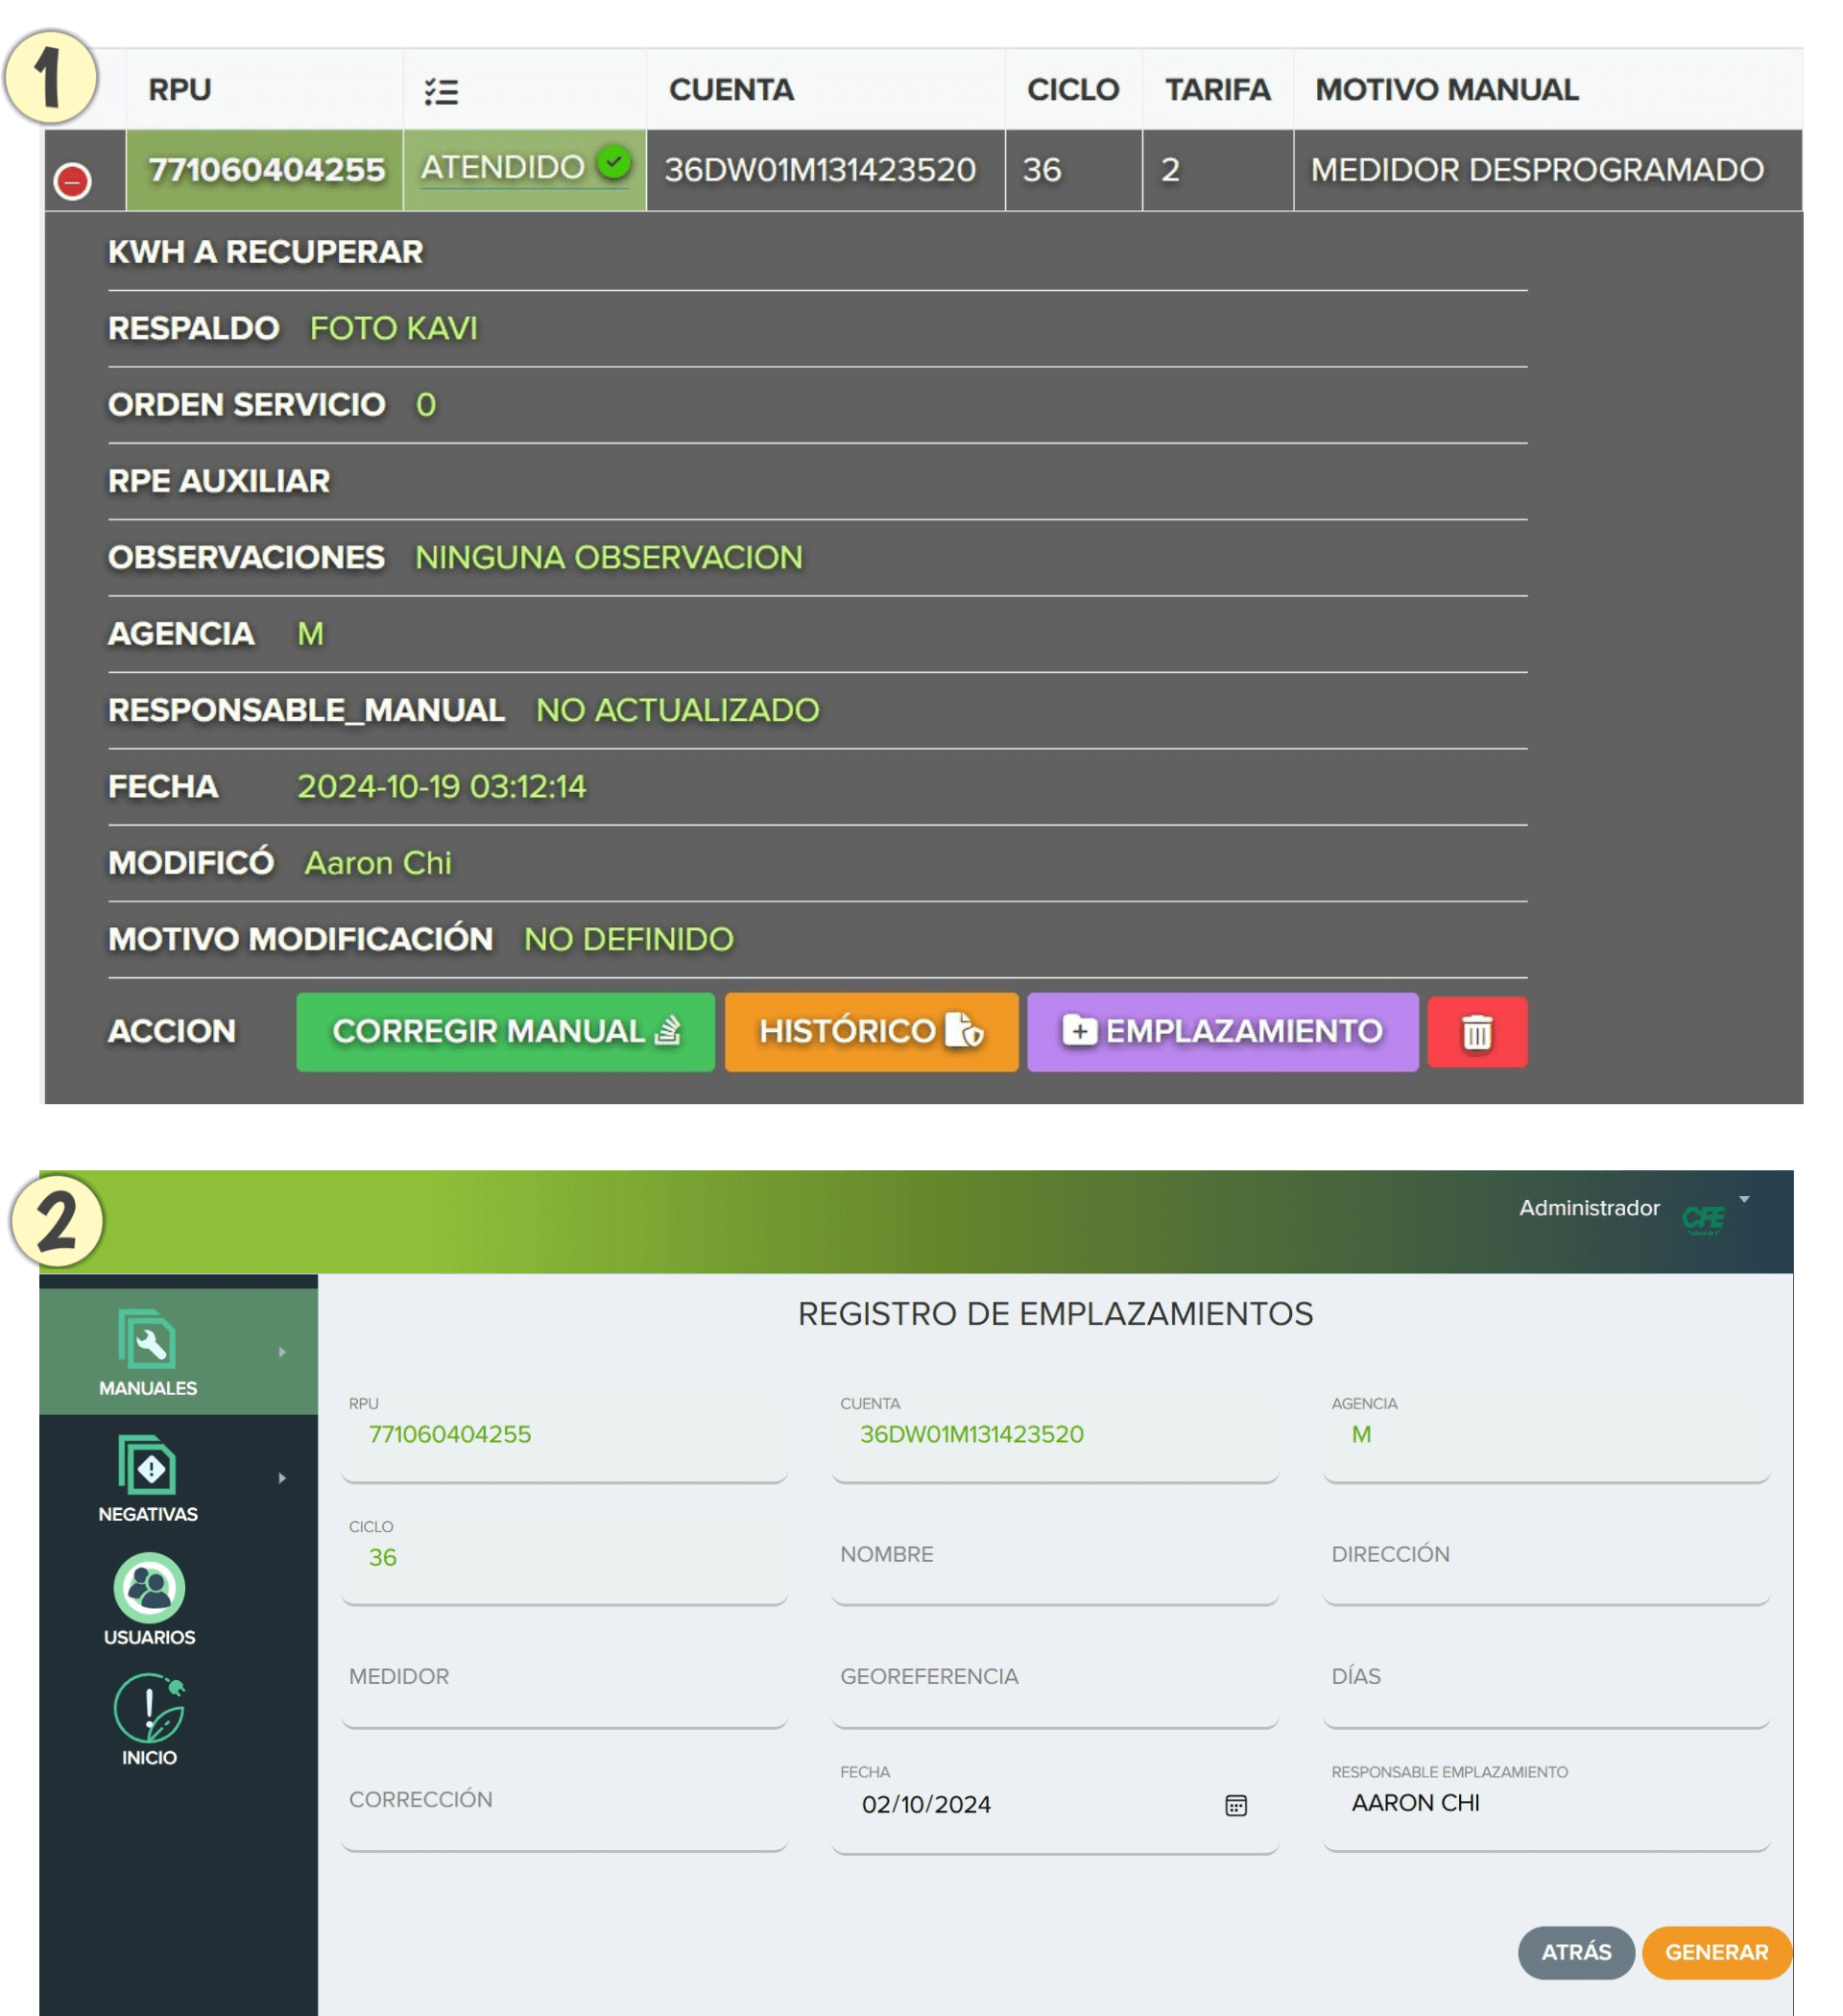 1
RPU CUENTA CICLO TARIFA MOTIVO MANUAL
771060404255 ATENDIDO 36DW01M131423520 36 2 MEDIDOR DESPROGRAMADO
KWH A RECUPERAR
RESPALDO FOTO KAVI
ORDEN SERVICIO 0
RPE AUXILIAR
OBSERVACIONES NINGUNA OBSERVACION
AGENCIA M
RESPONSABLE_MANUAL NO ACTUALIZADO
FECHA 2024-10-19 03:12:14
MODIFICÓ Aaron Chi
MOTIVO MODIFICACIÓN NO DEFINIDO
ACCION CORREGIR MANUAL HISTÓRICO EMPLAZAMIENTO
2
Administrador CFE
MANUALES
NEGATIVAS
USUARIOS
INICIO
REGISTRO DE EMPLAZAMIENTOS
RPU CUENTA AGENCIA
771060404255 36DW01M131423520 M
CICLO
36
NOMBRE DIRECCIÓN
MEDIDOR GEOREFERENCIA DÍAS
CORRECCIÓN
FECHA RESPONSABLE EMPLAZAMIENTO
02/10/2024 AARON CHI
ATRÁS GENERAR